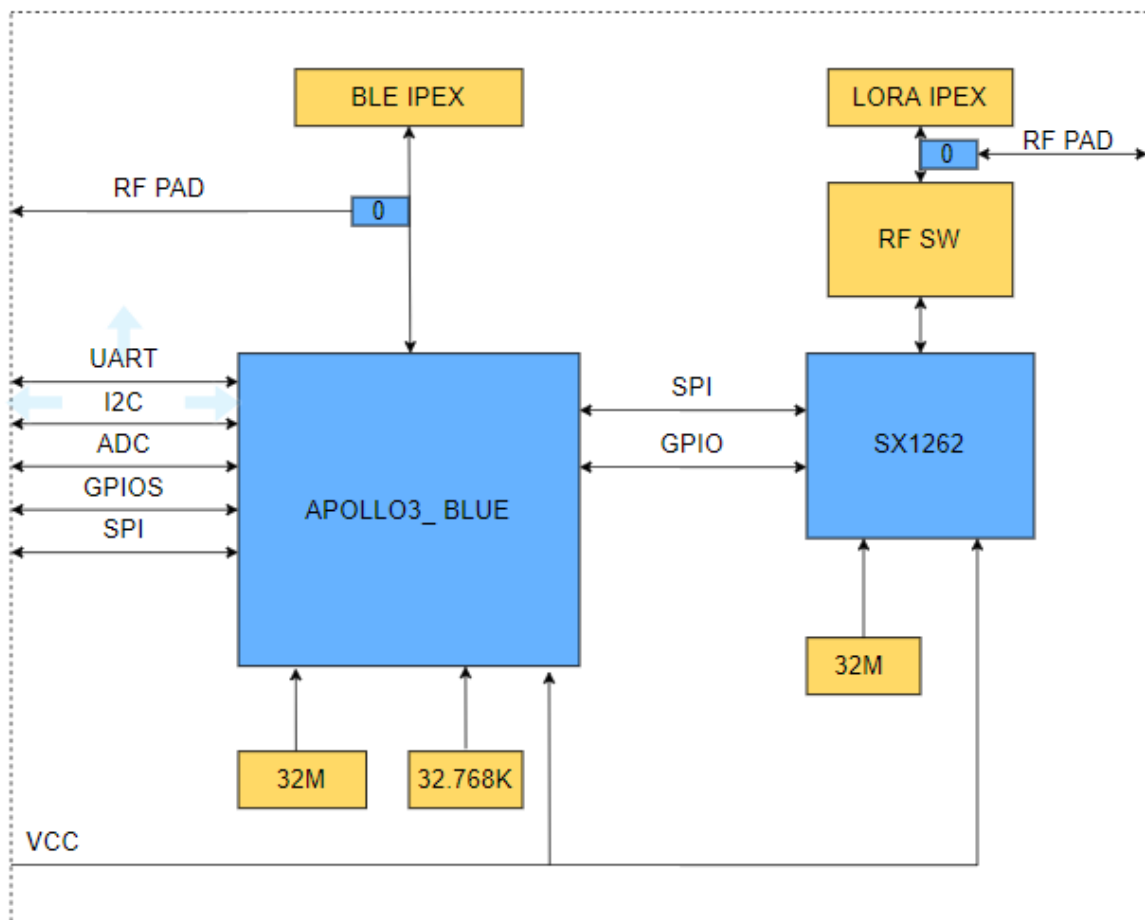 BLE IPEX
LORA IPEX
0
RF PAD
RF PAD
0
RF SW
UART
I2C
ADC
GPIOS
SPI
SPI
GPIO
APOLLO3_ BLUE
SX1262
32M
32M
32.768K
VCC